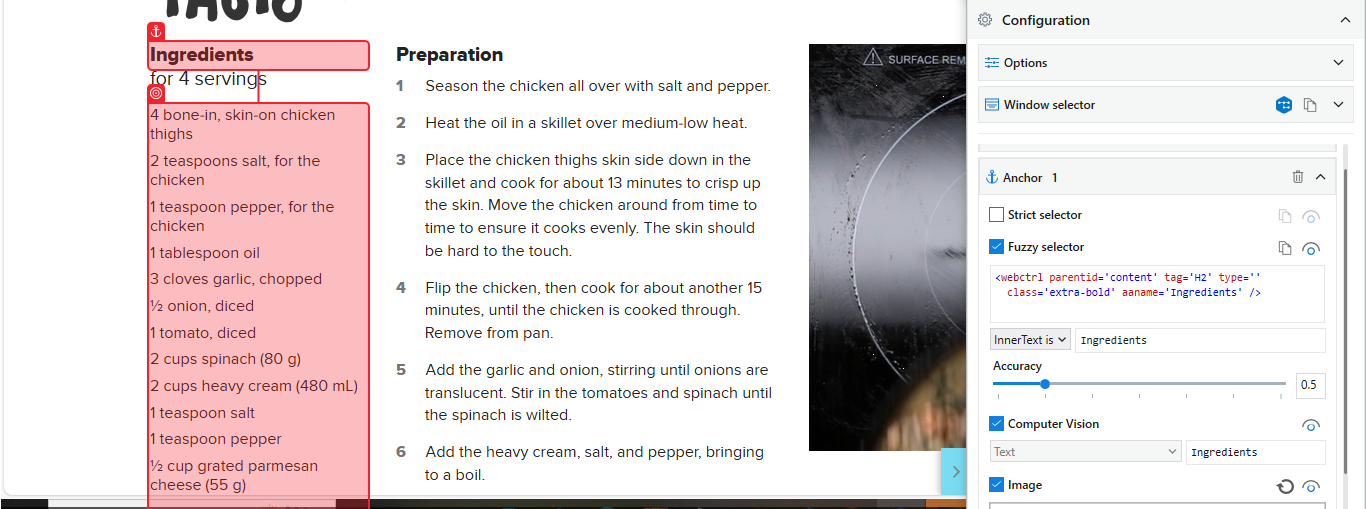 Ingredients
for 4 servings
4 bone-in, skin-on chicken
thighs
2 teaspoons salt, for the
chicken
1 teaspoon pepper, for the
chicken
1 tablespoon oil
3 cloves garlic, chopped
½ onion, diced
1 tomato, diced
2 cups spinach (80 g)
2 cups heavy cream (480 mL)
1 teaspoon salt
1 teaspoon pepper
½ cup grated parmesan
cheese (55 g)
Preparation
1 Season the chicken all over with salt and pepper.
2 Heat the oil in a skillet over medium-low heat.
3 Place the chicken thighs skin side down in the
skillet and cook for about 13 minutes to crisp up
the skin. Move the chicken around from time to
time to ensure it cooks evenly. The skin should
be hard to the touch.
4 Flip the chicken, then cook for about another 15
minutes, until the chicken is cooked through.
Remove from pan.
5 Add the garlic and onion, stirring until onions are
translucent. Stir in the tomatoes and spinach until
the spinach is wilted.
6 Add the heavy cream, salt, and pepper, bringing
to a boil.
SURFACE REM
Configuration
Options
Window selector
Anchor 1
Strict selector
Fuzzy selector
<webctrl parentid='content' tag='H2' type=''
class='extra-bold' aaname='Ingredients' />
InnerText is Ingredients
Accuracy
0.5
Computer Vision
Text Ingredients
Image